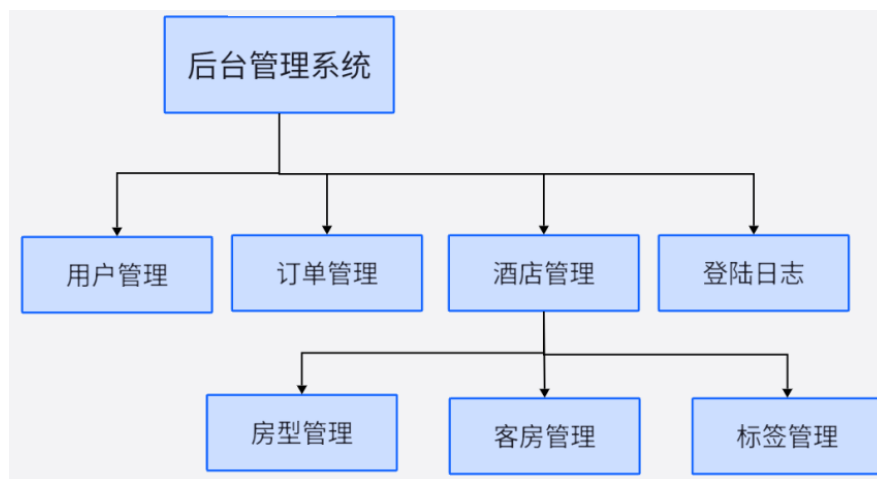 后台管理系统
用户管理
订单管理
酒店管理
登陆日志
房型管理
客房管理
标签管理